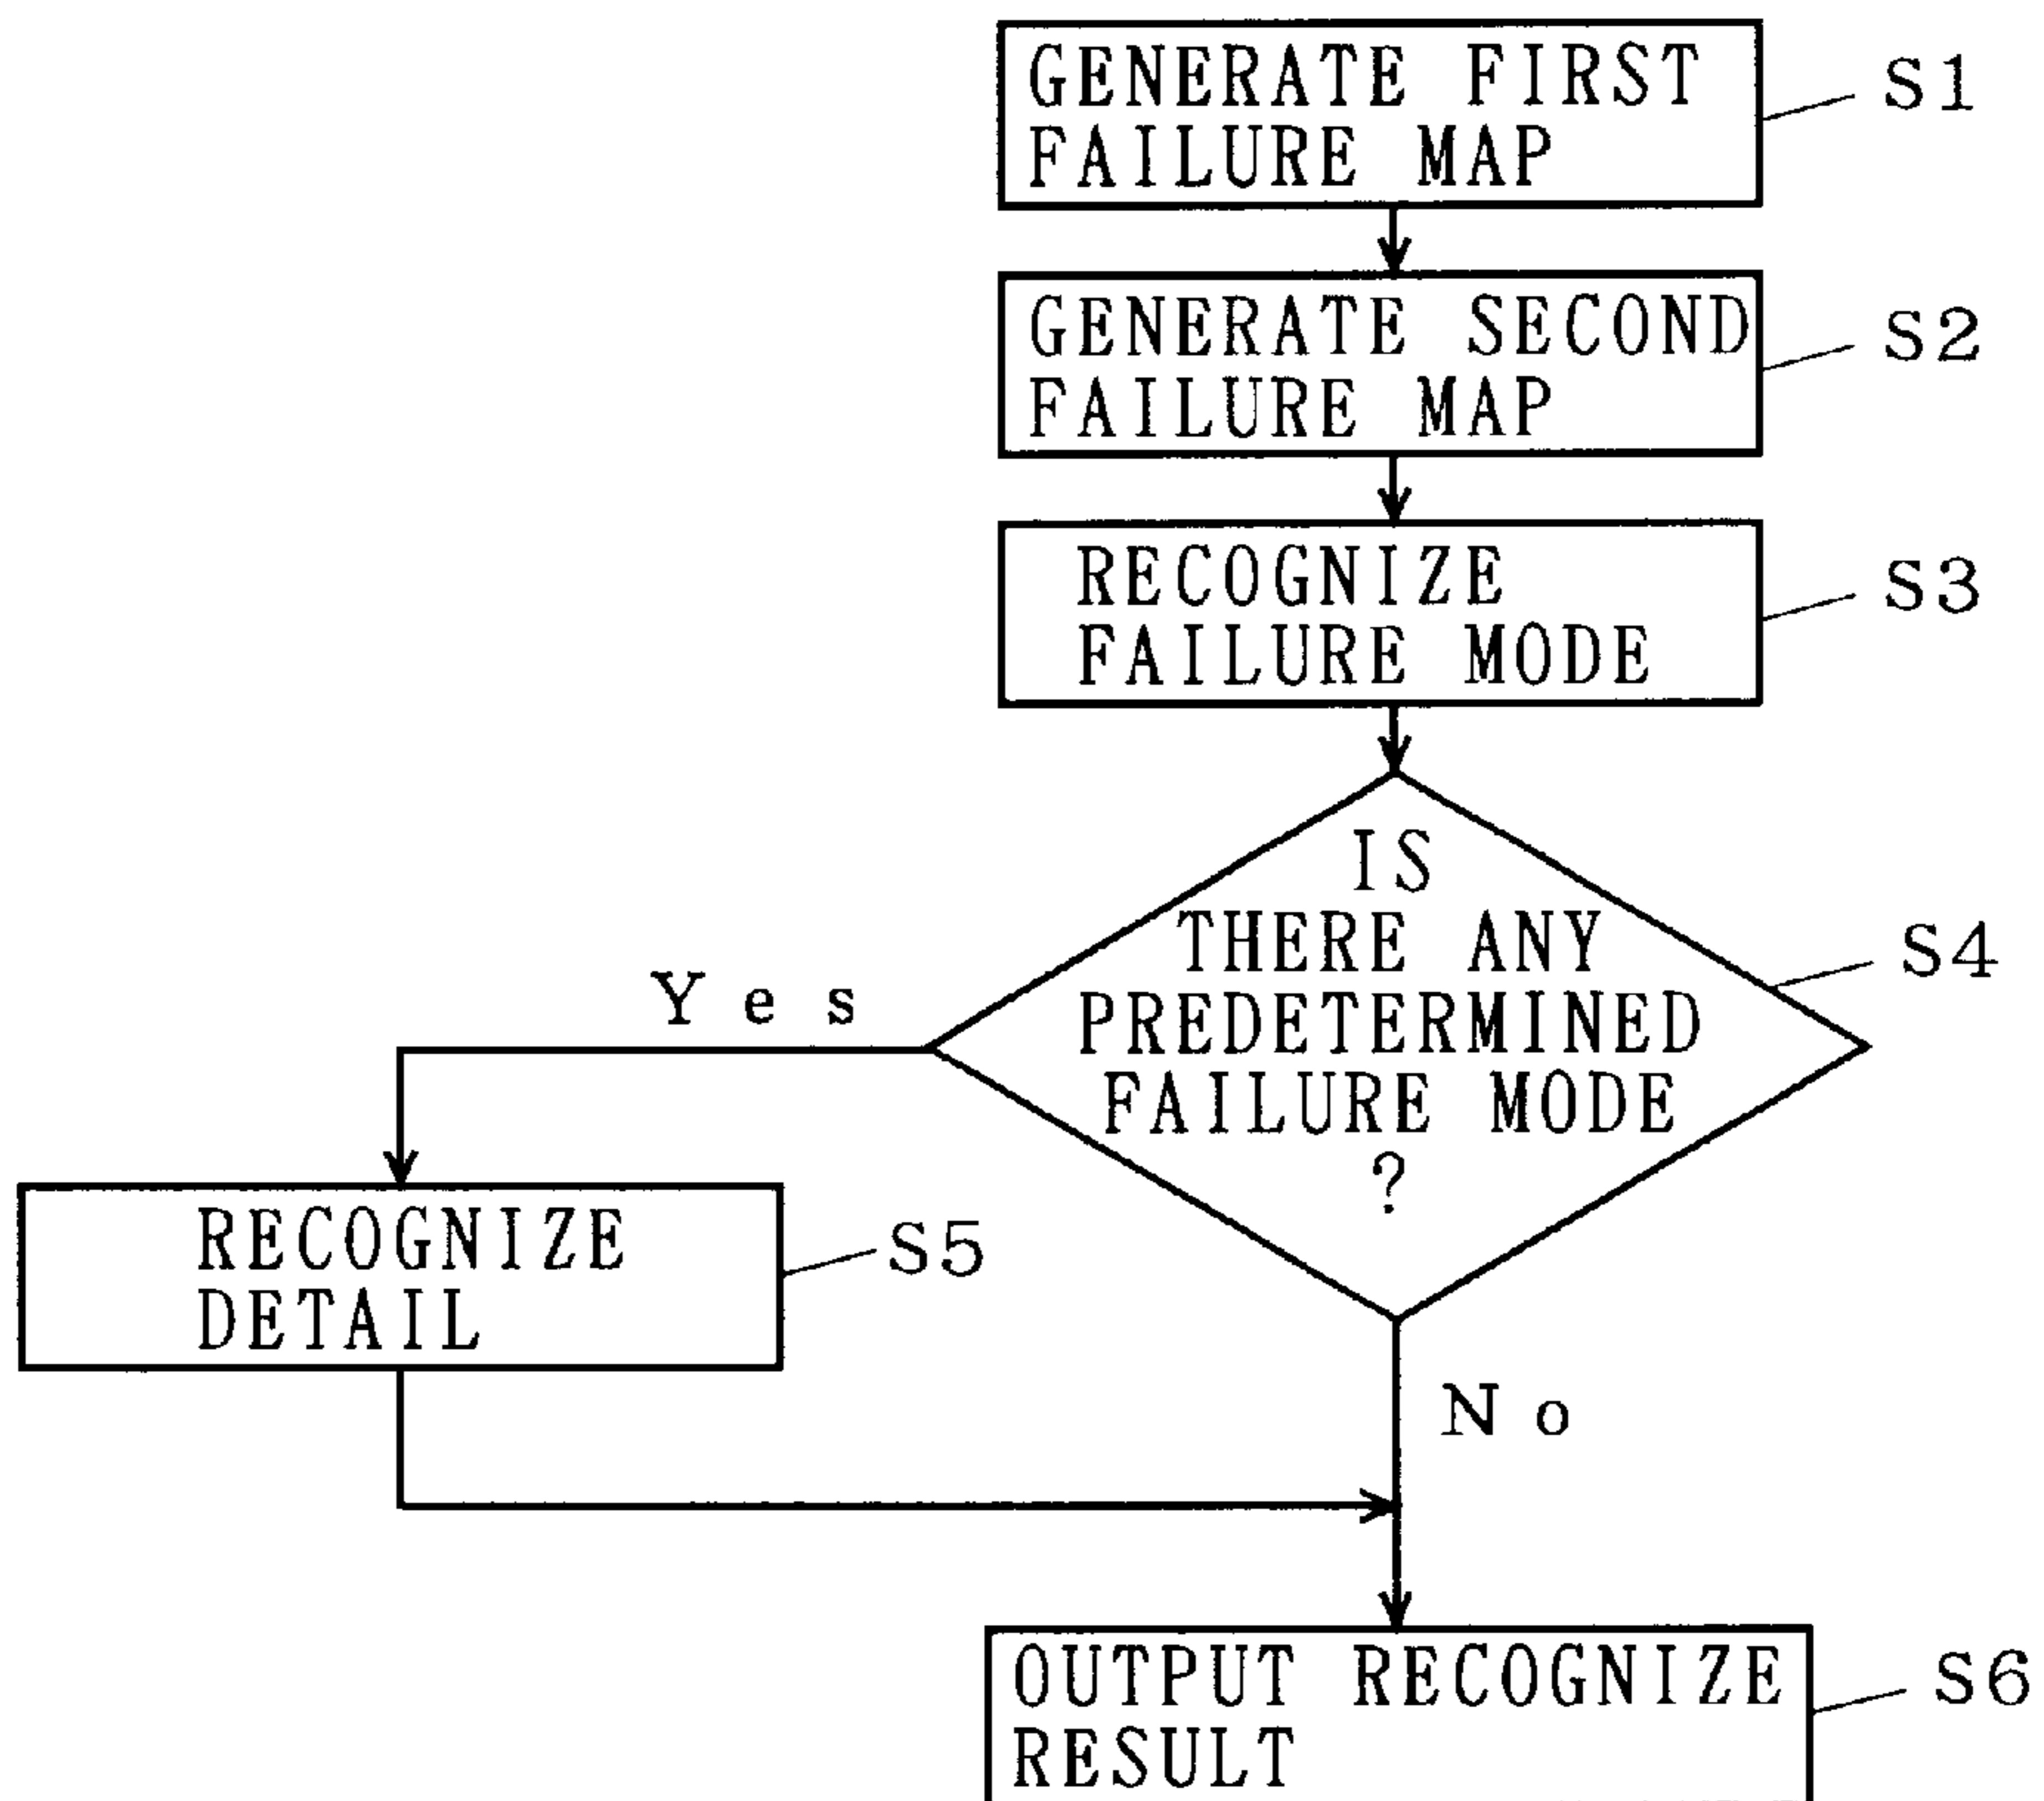 GENERATE FIRST
FAILURE MAP
S1
GENERATE SECOND
FAILURE MAP
S2
RECOGNIZE
FAILURE MODE
S3
IS
THERE ANY
PREDETERMINED
FAILURE MODE
?
S4
Yes
RECOGNIZE
DETAIL
S5
No
OUTPUT RECOGNIZE
RESULT
S6